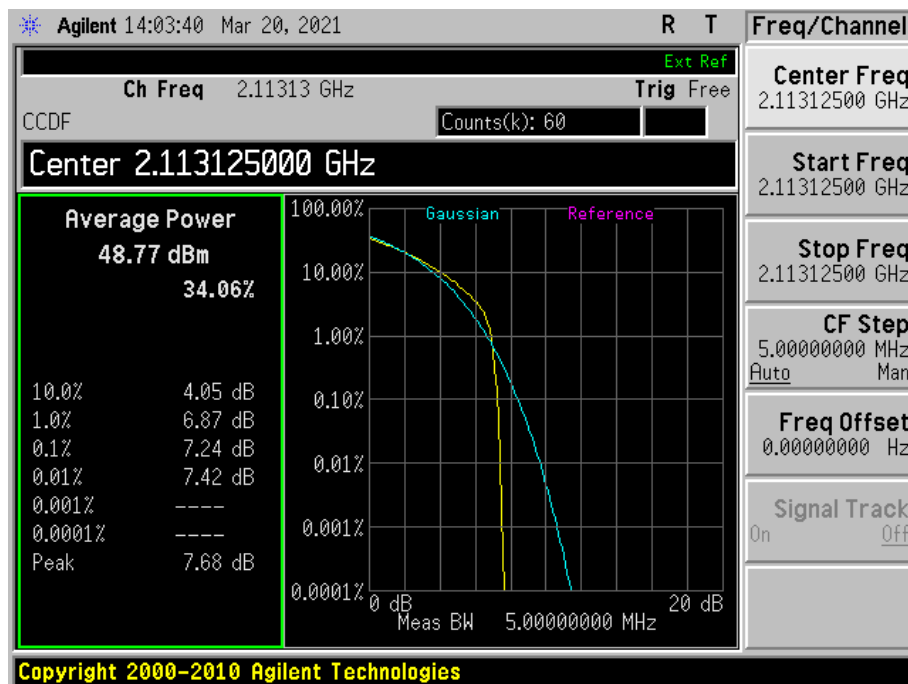 Agilent 14:03:40 Mar 20, 2021 R T
Ext Ref
Ch Freq 2.11313 GHz Trig Free
CCDF Counts(k): 60
Center 2.113125000 GHz
Average Power
48.77 dBm
34.06%
10.0% 4.05 dB
1.0% 6.87 dB
0.1% 7.24 dB
0.01% 7.42 dB
0.001% ----
0.0001% ----
Peak 7.68 dB
Gaussian Reference
100.00%
10.00%
1.00%
0.10%
0.01%
0.001%
0.0001%
0 dB 20 dB
Meas BW 5.00000000 MHz
Freq/Channel
Center Freq
2.11312500 GHz
Start Freq
2.11312500 GHz
Stop Freq
2.11312500 GHz
CF Step
5.00000000 MHz
Auto Man
Freq Offset
0.00000000 Hz
Signal Track
On Off
Copyright 2000-2010 Agilent Technologies